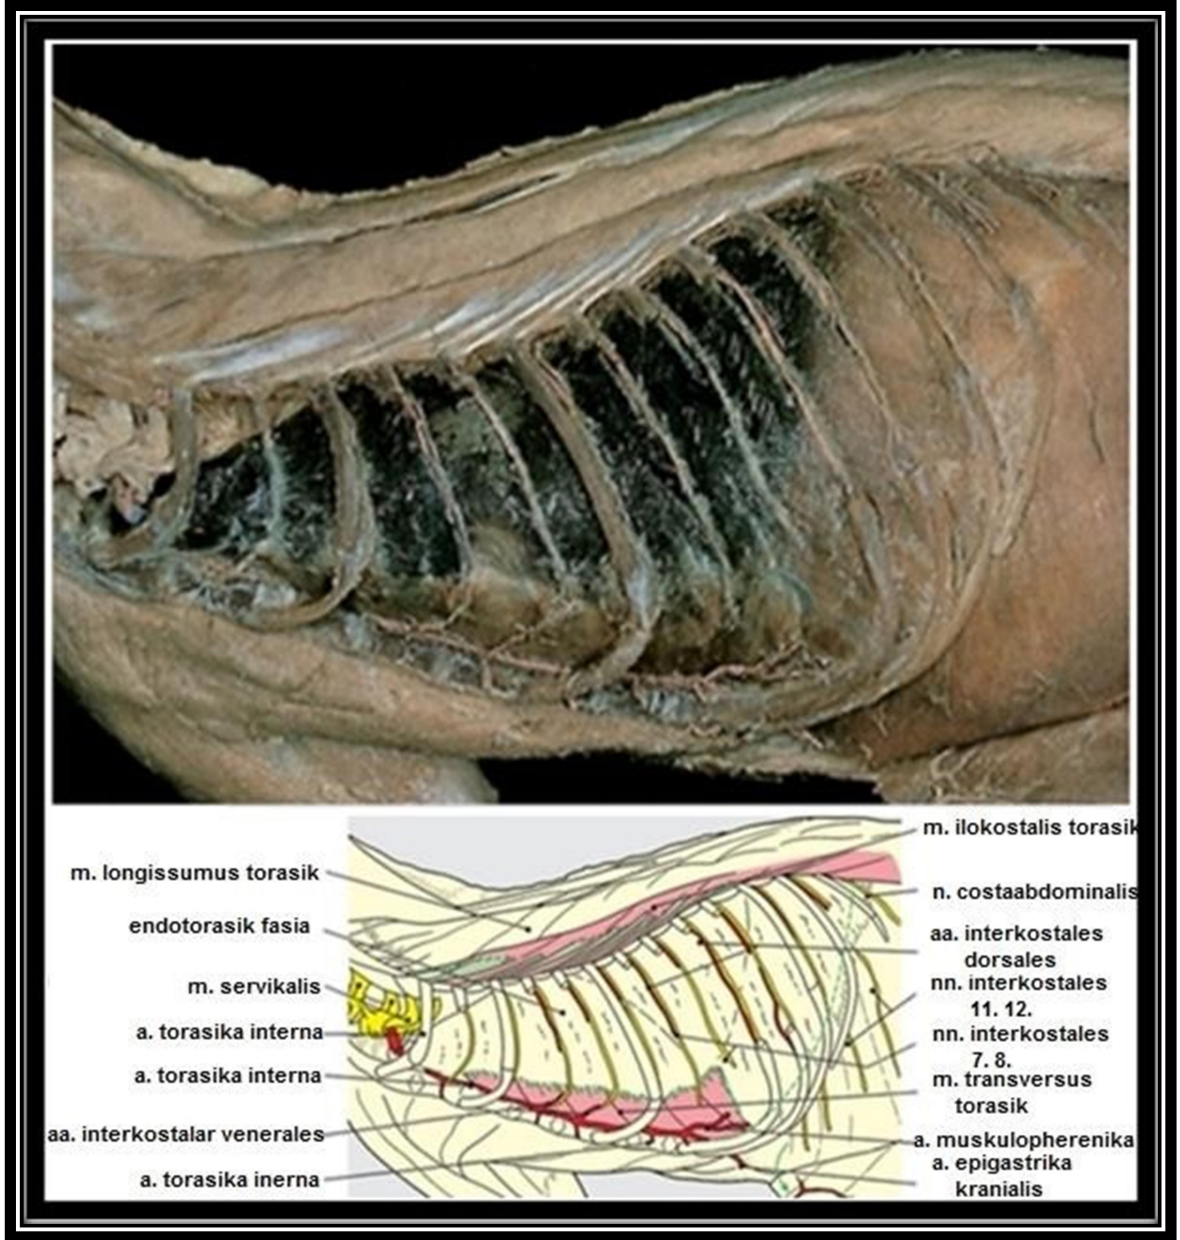 m. longissumus torasik
endotorasik fasia
m. servikalis
a. torasika interna
a. torasika interna
aa. interkostalar venerales
a. torasika inerna
m. ilokostalis torasik
n. costaabdominalis
aa. interkostales
dorsales
nn. interkostales
11. 12.
nn. interkostales
7. 8.
m. transversus
torasik
a. muskulopherenika
a. epigastrika
kranialis